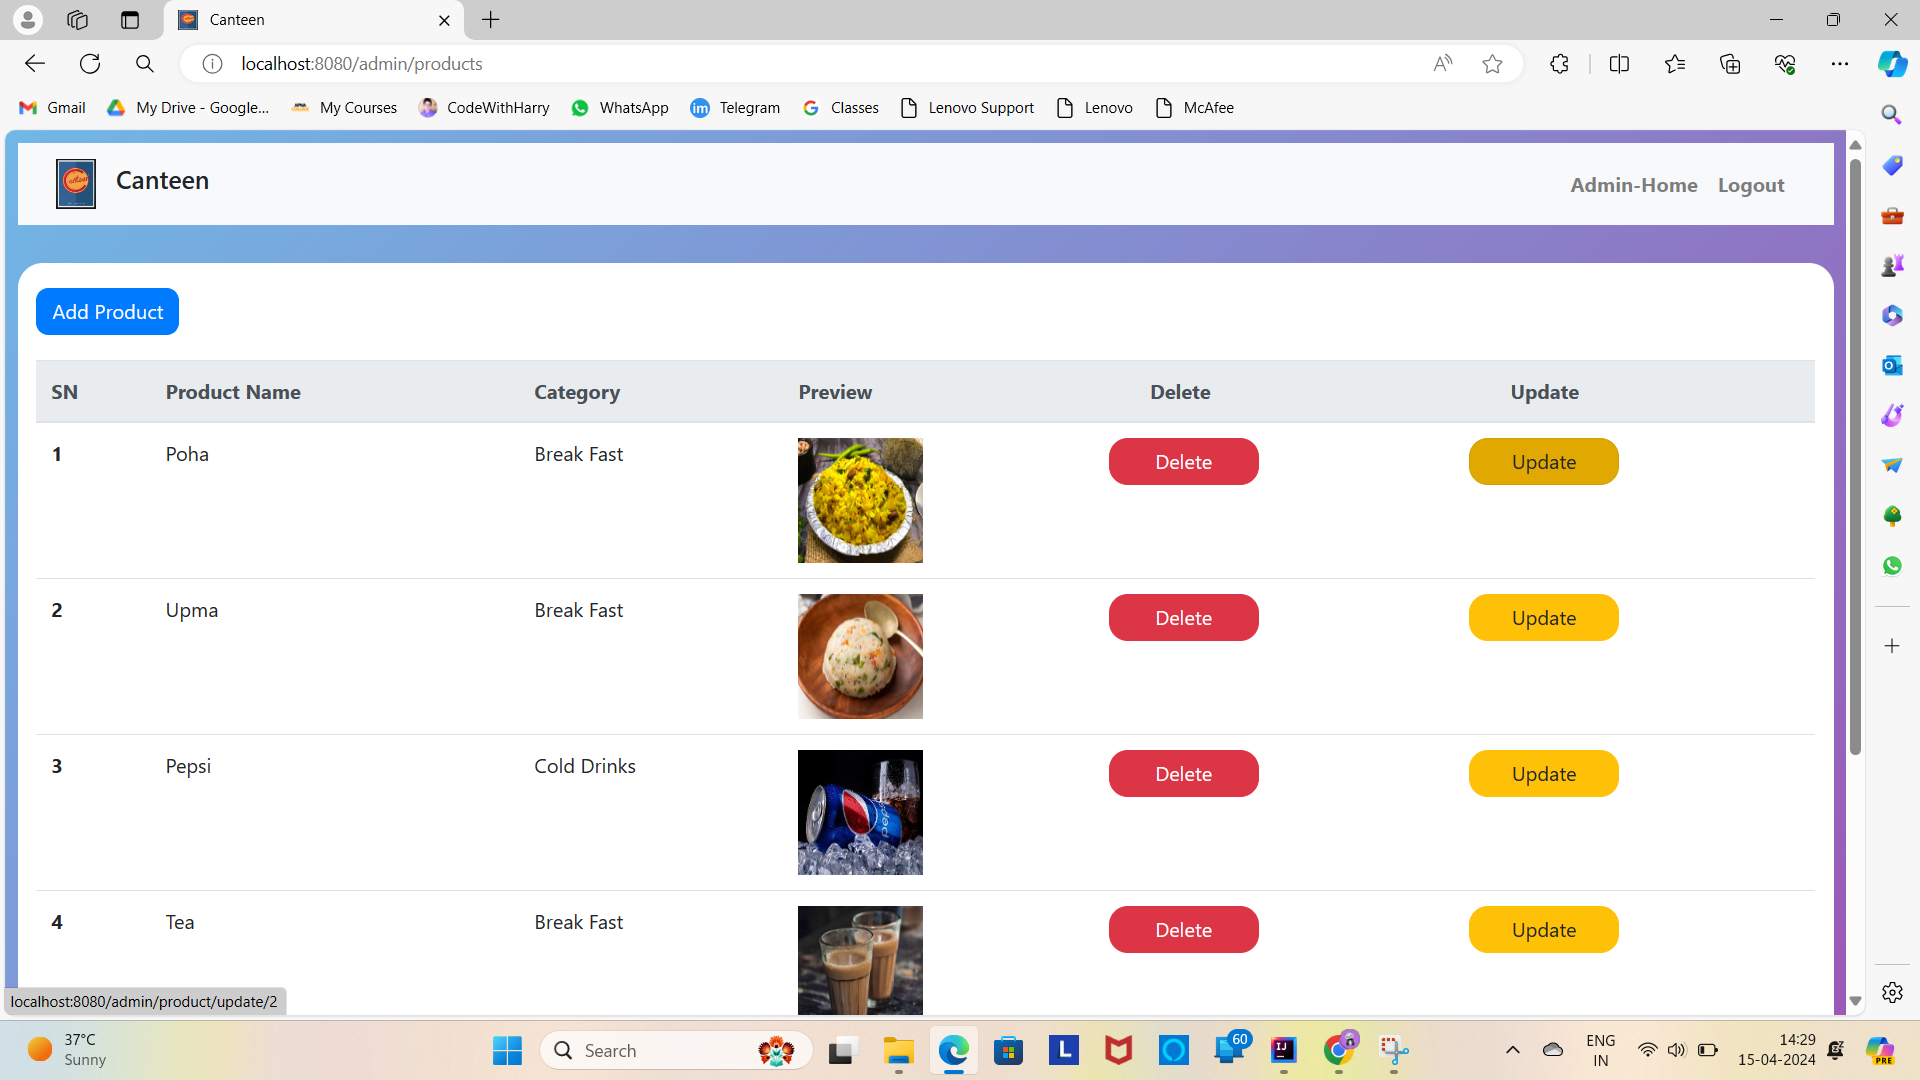 Canteen
localhost:8080/admin/products
Gmail
My Drive - Google...
My Courses
CodeWithHarry
WhatsApp
Telegram
Classes
Lenovo Support
Lenovo
McAfee
Canteen
Admin-Home
Logout
Add Product
SN Product Name Category Preview Delete Update
1 Poha Break Fast Delete Update
2 Upma Break Fast Delete Update
3 Pepsi Cold Drinks Delete Update
4 Tea Break Fast Delete Update
localhost:8080/admin/product/update/2
37°C
Sunny
Search
60
ENG
IN
14:29
15-04-2024
PRE